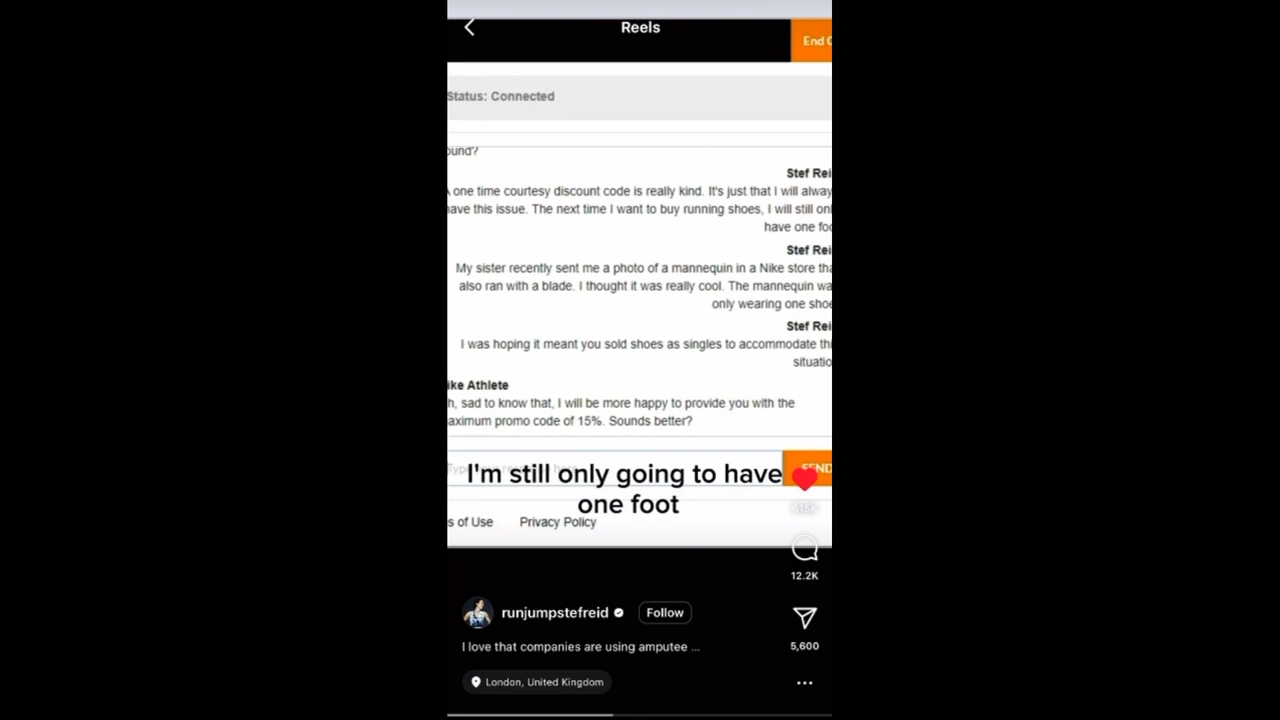 Reels
End C
Status: Connected
ound?
Stef Rei
A one time courtesy discount code is really kind. It's just that I will alway
have this issue. The next time I want to buy running shoes, I will still onl
have one foo
Stef Rei
My sister recently sent me a photo of a mannequin in a Nike store tha
also ran with a blade. I thought it was really cool. The mannequin wa
only wearing one shoe
Stef Rei
I was hoping it meant you sold shoes as singles to accommodate thi
situatio
ike Athlete
h, sad to know that, I will be more happy to provide you with the
aximum promo code of 15%. Sounds better?
SEND
I'm still only going to have
one foot
s of Use Privacy Policy
12.2K
runjumpstefreid Follow
I love that companies are using amputee ...
5,600
London, United Kingdom